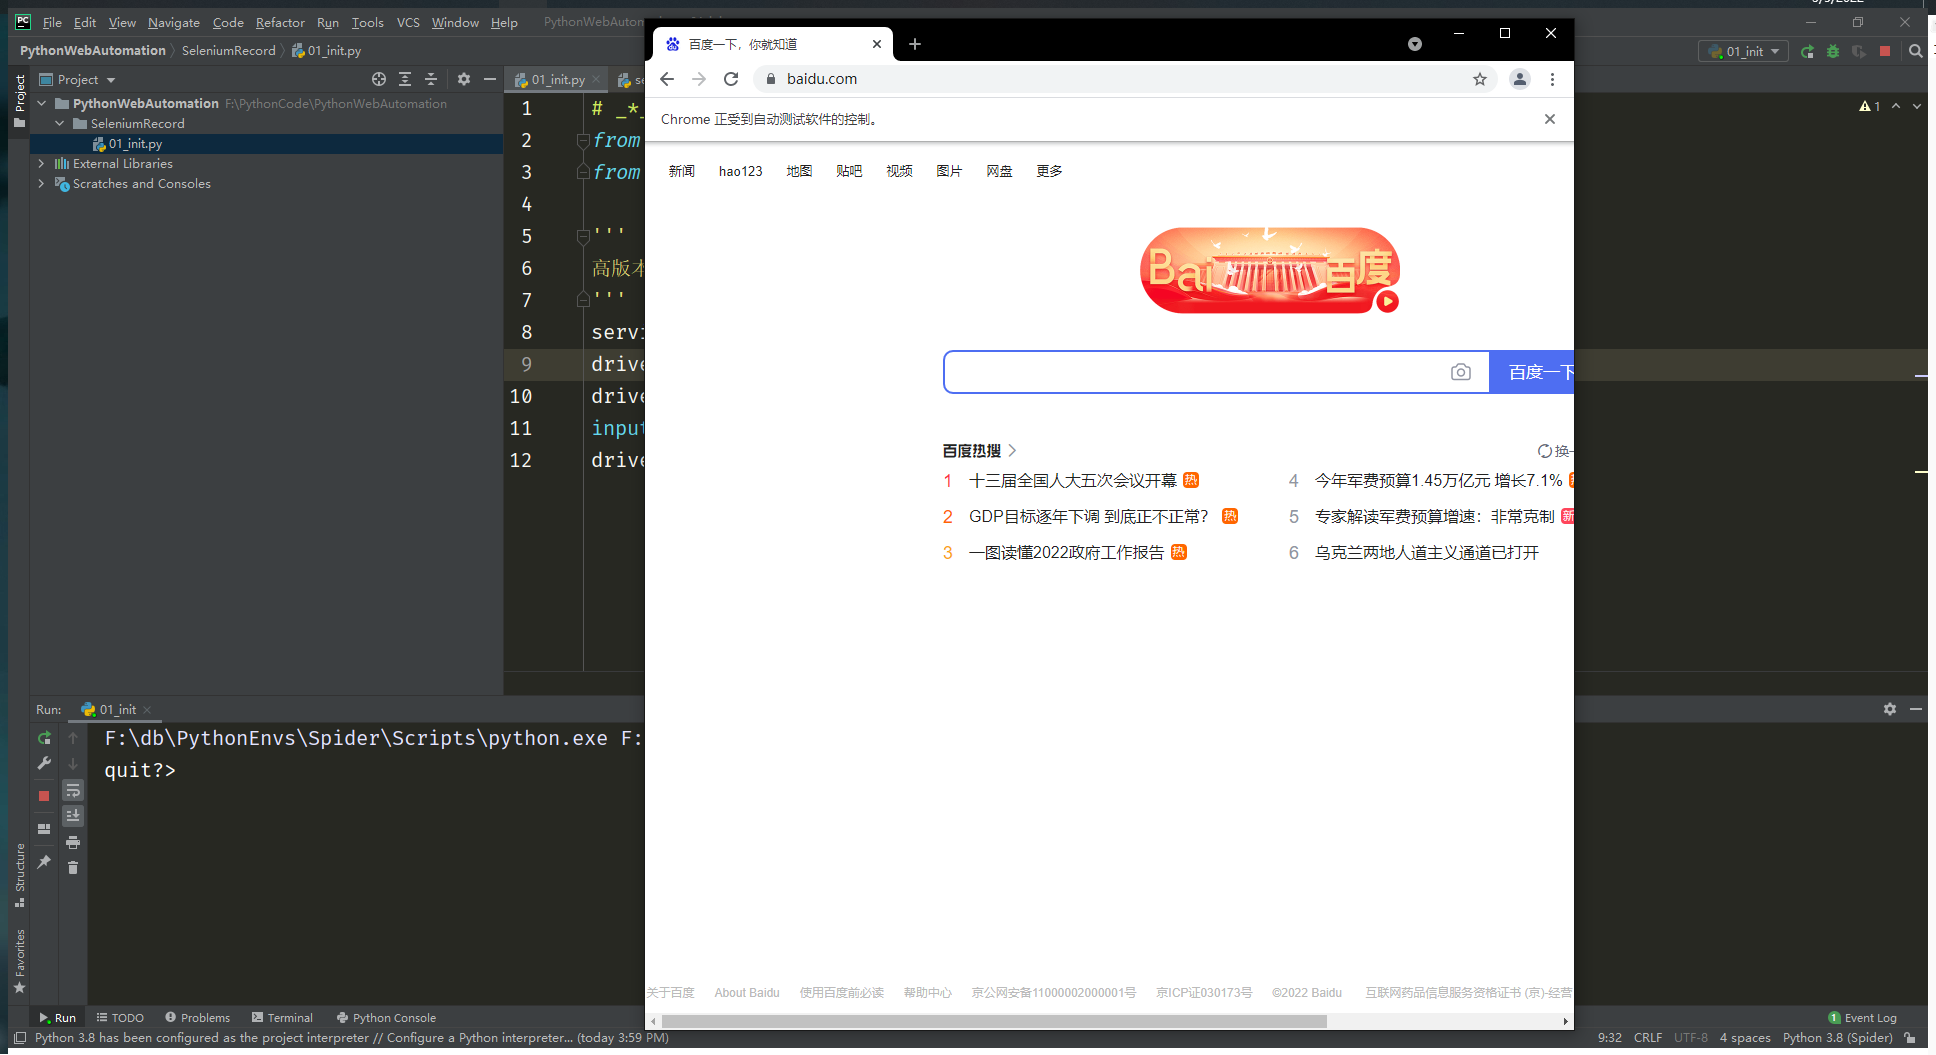 File Edit View Navigate Code Refactor Run Tools VCS Window Help
PythonWebAutomation SeleniumRecord 01_init.py
01_init
Project
PythonWebAutomation F:\PythonCode\PythonWebAutomation
SeleniumRecord
01_init.py
External Libraries
Scratches and Consoles
Project
Structure
Favorites
01_init.py
1 # _*_
2 from
3 from
4
5 '''
6 高版本
7 '''
8 servi
9 drive
10 drive
11 input
12 drive
1
百度一下，你就知道
baidu.com
Chrome 正受到自动测试软件的控制。
新闻 hao123 地图 贴吧 视频 图片 网盘 更多
Bai 百度
百度一下
百度热搜 换一
1 十三届全国人大五次会议开幕 热
2 GDP目标逐年下调 到底正不正常？ 热
3 一图读懂2022政府工作报告 热
4 今年军费预算1.45万亿元 增长7.1%
5 专家解读军费预算增速：非常克制 新
6 乌克兰两地人道主义通道已打开
关于百度 About Baidu 使用百度前必读 帮助中心 京公网安备11000002000001号 京ICP证030173号 ©2022 Baidu 互联网药品信息服务资格证书 (京)-经营
Run: 01_init
F:\db\PythonEnvs\Spider\Scripts\python.exe F:
quit?>
Run TODO Problems Terminal Python Console 1 Event Log
Python 3.8 has been configured as the project interpreter // Configure a Python interpreter... (today 3:59 PM) 9:32 CRLF UTF-8 4 spaces Python 3.8 (Spider)